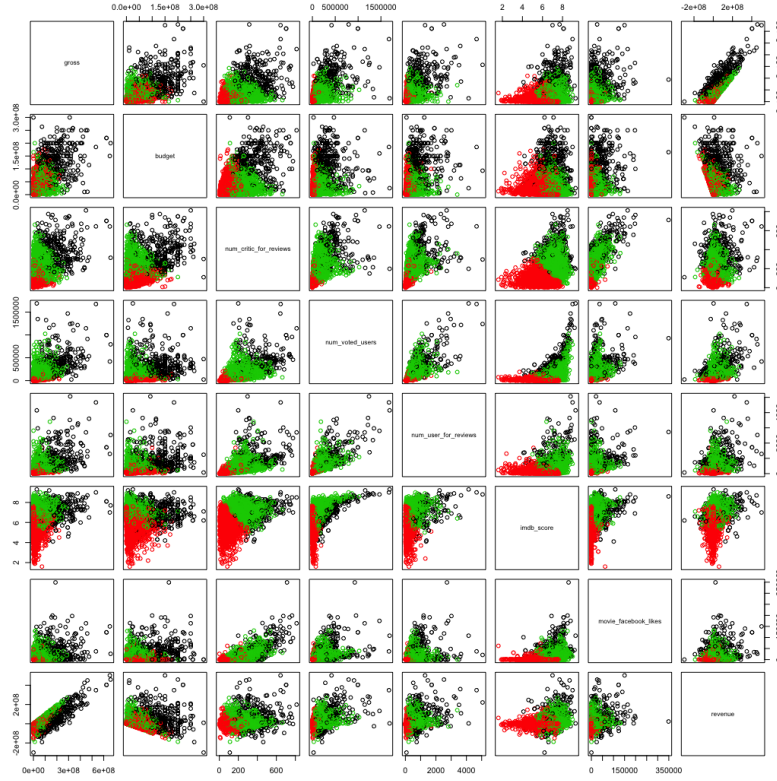 0.0e+00 1.5e+08 3.0e+08
0 500000 1500000
2 4 6 8
-2e+08 2e+08
gross
0.0e+00 1.5e+08 3.0e+08
budget
num_critic_for_reviews
0 500000 1500000
num_voted_users
num_user_for_reviews
2 4 6 8
imdb_score
movie_facebook_likes
-2e+08 2e+08
revenue
0e+00 3e+08 6e+08
0 200 600
0 2000 4000
0 150000 350000